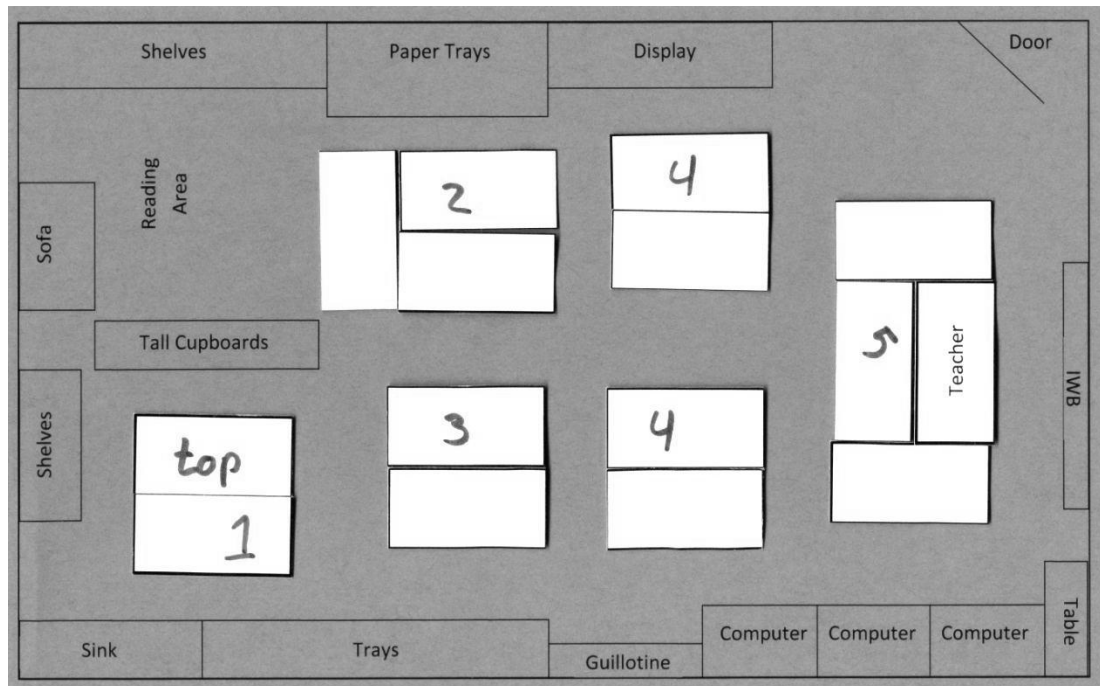 Shelves
Paper Trays
Display
Door
Reading
Area
2
4
Sofa
Tall Cupboards
5
Teacher
IWB
Shelves
top
1
3
4
Table
Sink
Trays
Guillotine
Computer
Computer
Computer